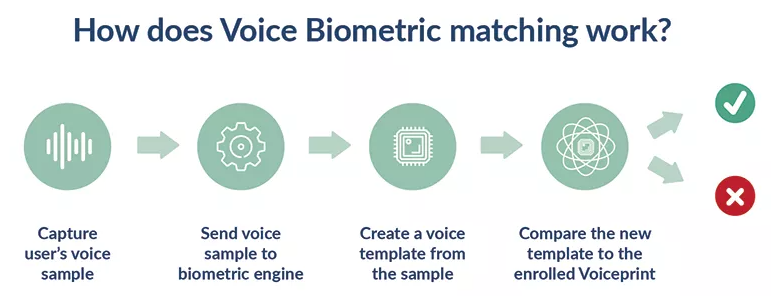 How does Voice Biometric matching work?
Capture
user's voice
sample
Send voice
sample to
biometric engine
Create a voice
template from
the sample
Compare the new
template to the
enrolled Voiceprint